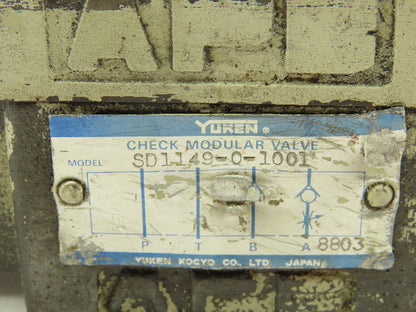 YUKEN®
CHECK MODULAR VALVE
MODEL SD1149-0-1001
P T B A 8803
YUKEN KOGYO CO., LTD. JAPAN